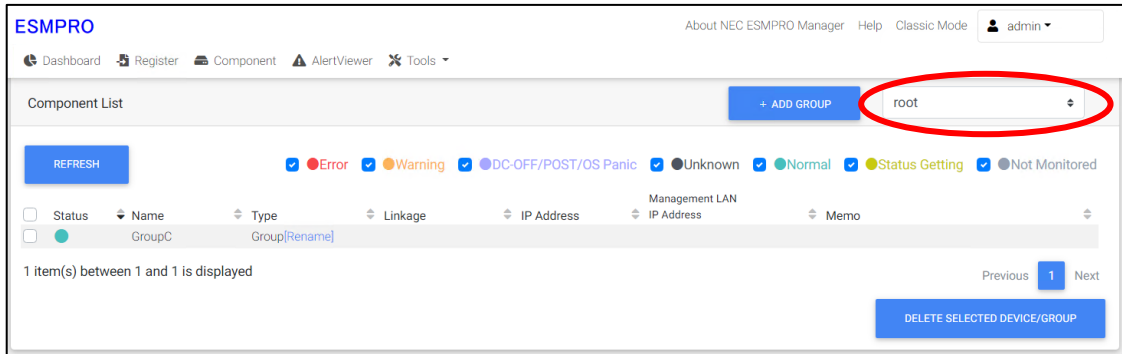 ESMPRO
About NEC ESMPRO Manager Help Classic Mode admin
Dashboard Register Component AlertViewer Tools
Component List + ADD GROUP root
REFRESH Error Warning DC-OFF/POST/OS Panic Unknown Normal Status Getting Not Monitored
Status Name Type Linkage IP Address Management LAN IP Address Memo
GroupC Group[Rename]
1 item(s) between 1 and 1 is displayed
Previous 1 Next
DELETE SELECTED DEVICE/GROUP